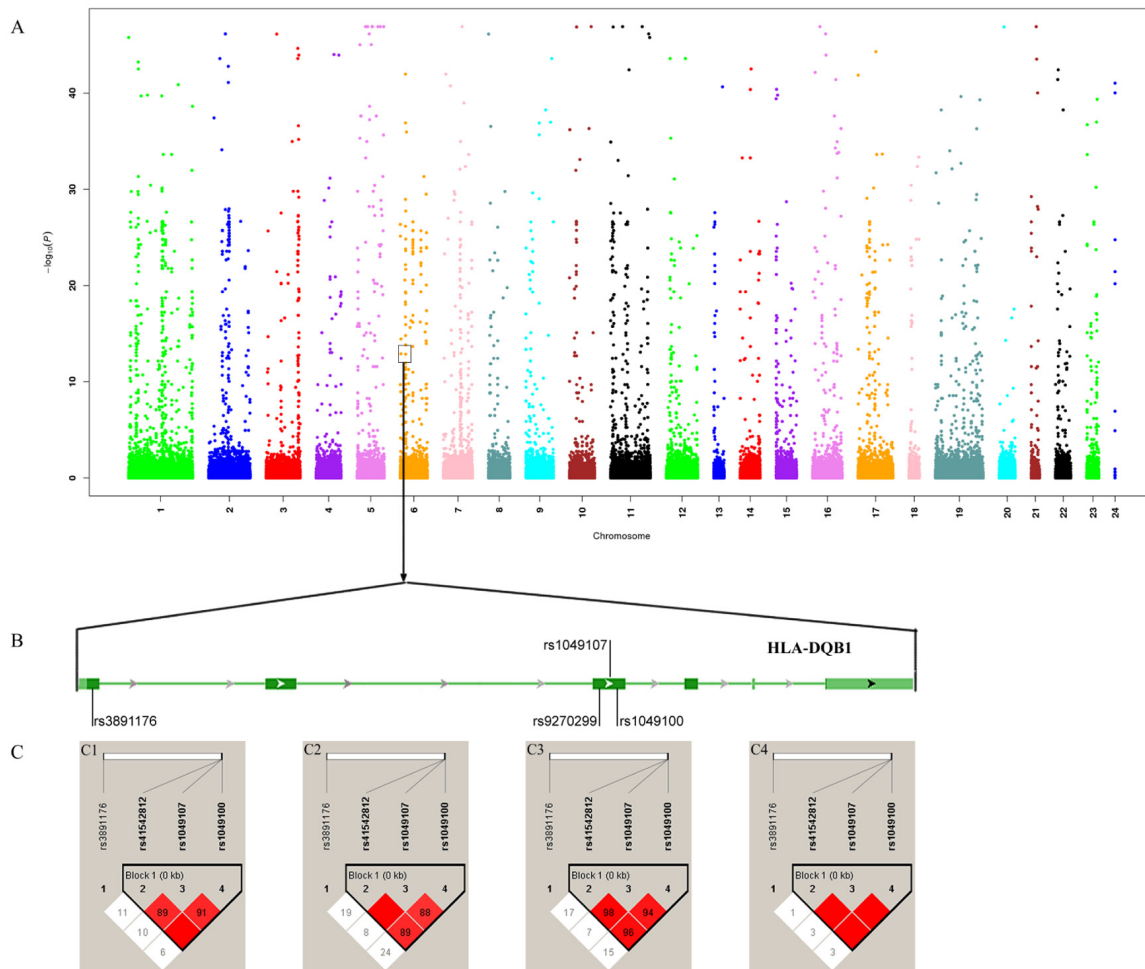 A
−log₁₀(P)
40
30
20
10
0
1 2 3 4 5 6 7 8 9 10 11 12 13 14 15 16 17 18 19 20 21 22 23 24
Chromosome
B
rs1049107
HLA-DQB1
rs3891176
rs9270299
rs1049100
C
C1
rs3891176
rs41542812
rs1049107
rs1049100
Block 1 (0 kb)
1 2 3 4
11 89 91
10
6
C2
rs3891176
rs41542812
rs1049107
rs1049100
Block 1 (0 kb)
1 2 3 4
19 88
8 89
24
C3
rs3891176
rs41542812
rs1049107
rs1049100
Block 1 (0 kb)
1 2 3 4
17 98 94
7 96
15
C4
rs3891176
rs41542812
rs1049107
rs1049100
Block 1 (0 kb)
1 2 3 4
1
3
3